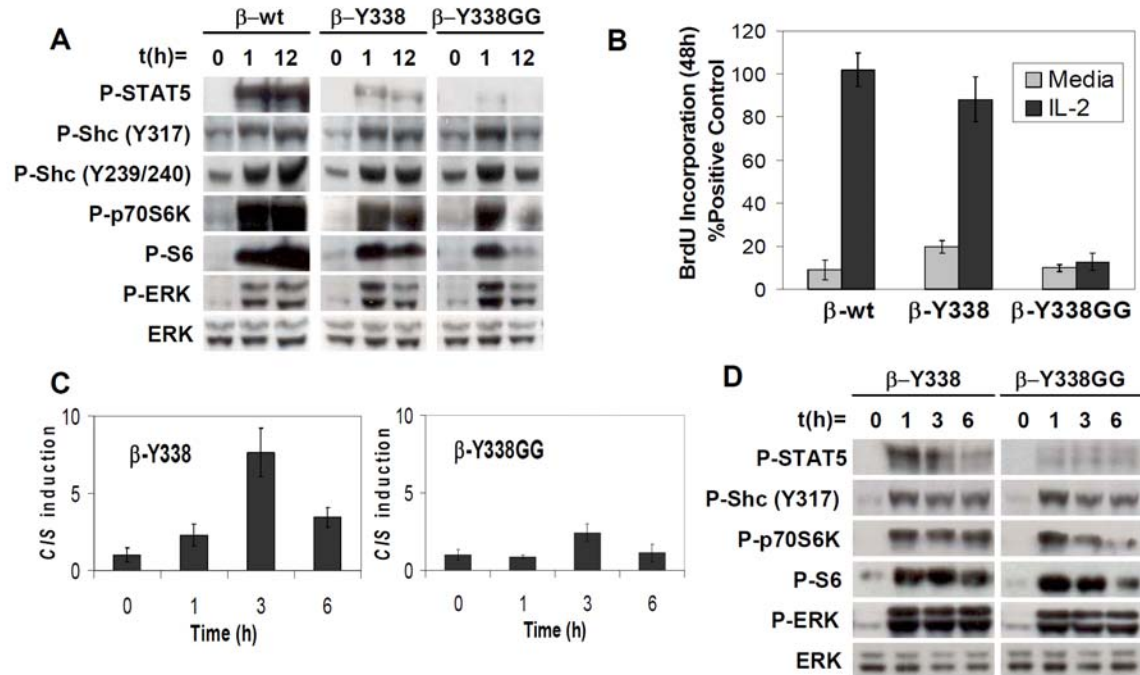 A
β–wt β–Y338 β–Y338GG
t(h)= 0 1 12 0 1 12 0 1 12
P-STAT5
P-Shc (Y317)
P-Shc (Y239/240)
P-p70S6K
P-S6
P-ERK
ERK
B
BrdU Incorporation (48h)
%Positive Control
120
100
80
60
40
20
0
Media
IL-2
β-wt β-Y338 β-Y338GG
C
CIS induction
10
5
0
β-Y338
0 1 3 6
Time (h)
CIS induction
10
5
0
β-Y338GG
0 1 3 6
Time (h)
D
β–Y338 β–Y338GG
t(h)= 0 1 3 6 0 1 3 6
P-STAT5
P-Shc (Y317)
P-p70S6K
P-S6
P-ERK
ERK